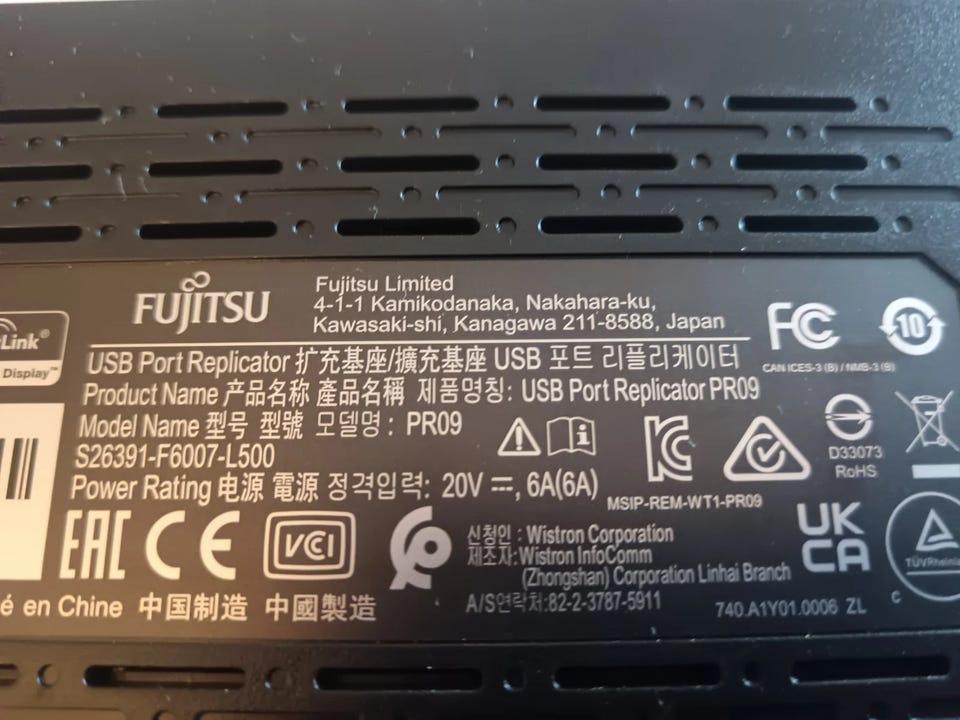 FUJITSU
Fujitsu Limited
4-1-1 Kamikodanaka, Nakahara-ku,
Kawasaki-shi, Kanagawa 211-8588, Japan
FC
10
CAN ICES-3 (B) / NMB-3 (B)
Link®
Display™
USB Port Replicator 扩充基座/擴充基座 USB 포트 리플리케이터
Product Name 产品名称 產品名稱 제품명칭: USB Port Replicator PR09
Model Name 型号 型號 모델명 : PR09
S26391-F6007-L500
Power Rating 电源 電源 정격입력: 20V ⎓, 6A(6A)
D33073
RoHS
MSIP-REM-WT1-PR09
EAC CE VCI
신청인 : Wistron Corporation
제조자: Wistron InfoComm
(Zhongshan) Corporation Linhai Branch
A/S연락처:82-2-3787-5911
UK
CA
TÜVRheinla
é en Chine 中国制造 中國製造
740.A1Y01.0006 ZL
C